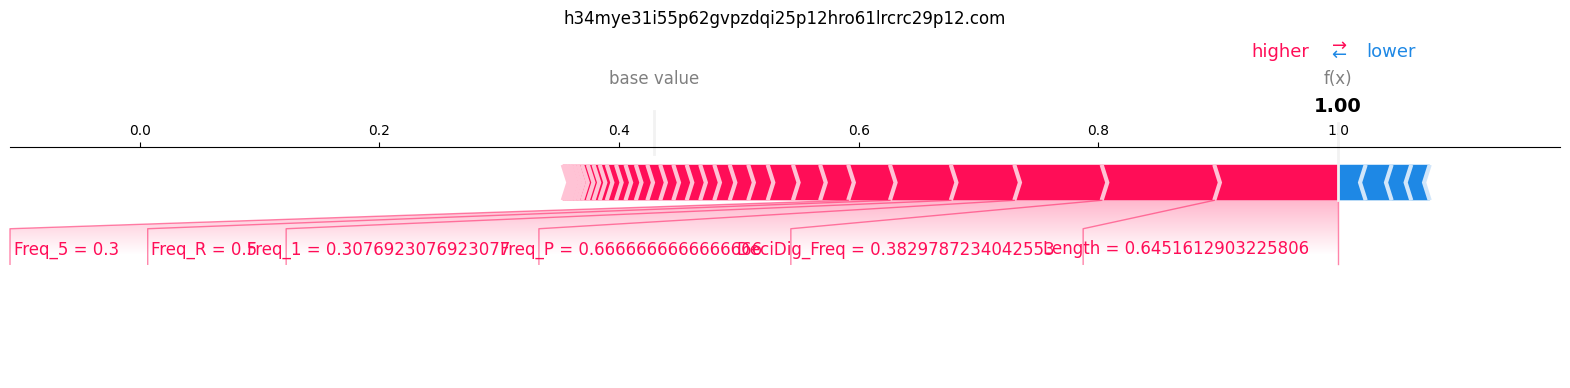 h34mye31i55p62gvpzdqi25p12hro61lrcrc29p12.com
higher ⇄ lower
base value f(x)
1.00
0.0 0.2 0.4 0.6 0.8 1.0
Freq_5 = 0.3 Freq_R = 0.5 Freq_1 = 0.3076923076923077 Freq_P = 0.6666666666666666 DeciDig_Freq = 0.3829787234042553 Length = 0.6451612903225806